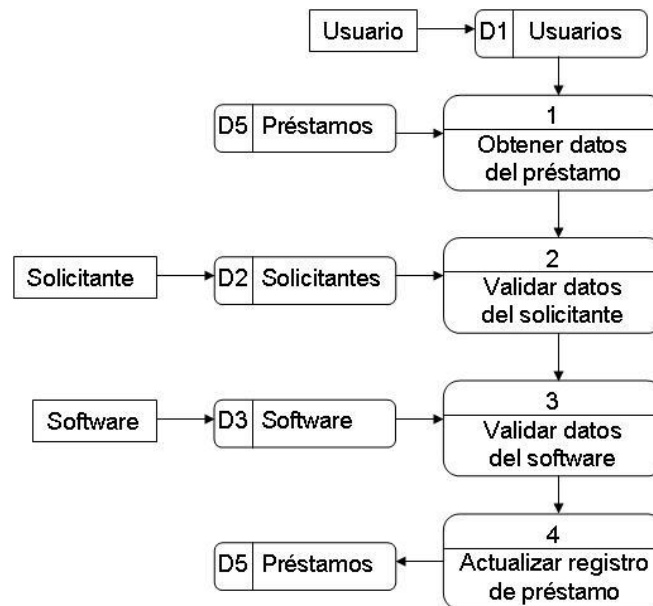 Usuario
D1 Usuarios
1
D5 Préstamos
Obtener datos
del préstamo
2
Solicitante
D2 Solicitantes
Validar datos
del solicitante
3
Software
D3 Software
Validar datos
del software
4
D5 Préstamos
Actualizar registro
de préstamo